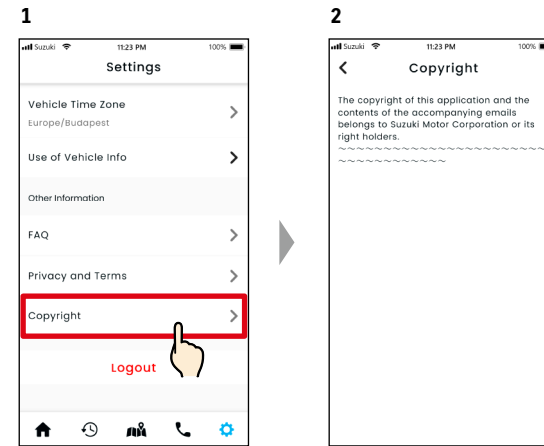 1
Suzuki 11:23 PM 100%
Settings
Vehicle Time Zone
Europe/Budapest
Use of Vehicle Info
Other Information
FAQ
Privacy and Terms
Copyright
Logout
2
Suzuki 11:23 PM 100%
Copyright
The copyright of this application and the
contents of the accompanying emails
belongs to Suzuki Motor Corporation or its
right holders.
~~~~~~~~~~~~~~~~~~~~~~~
~~~~~~~~~~~~